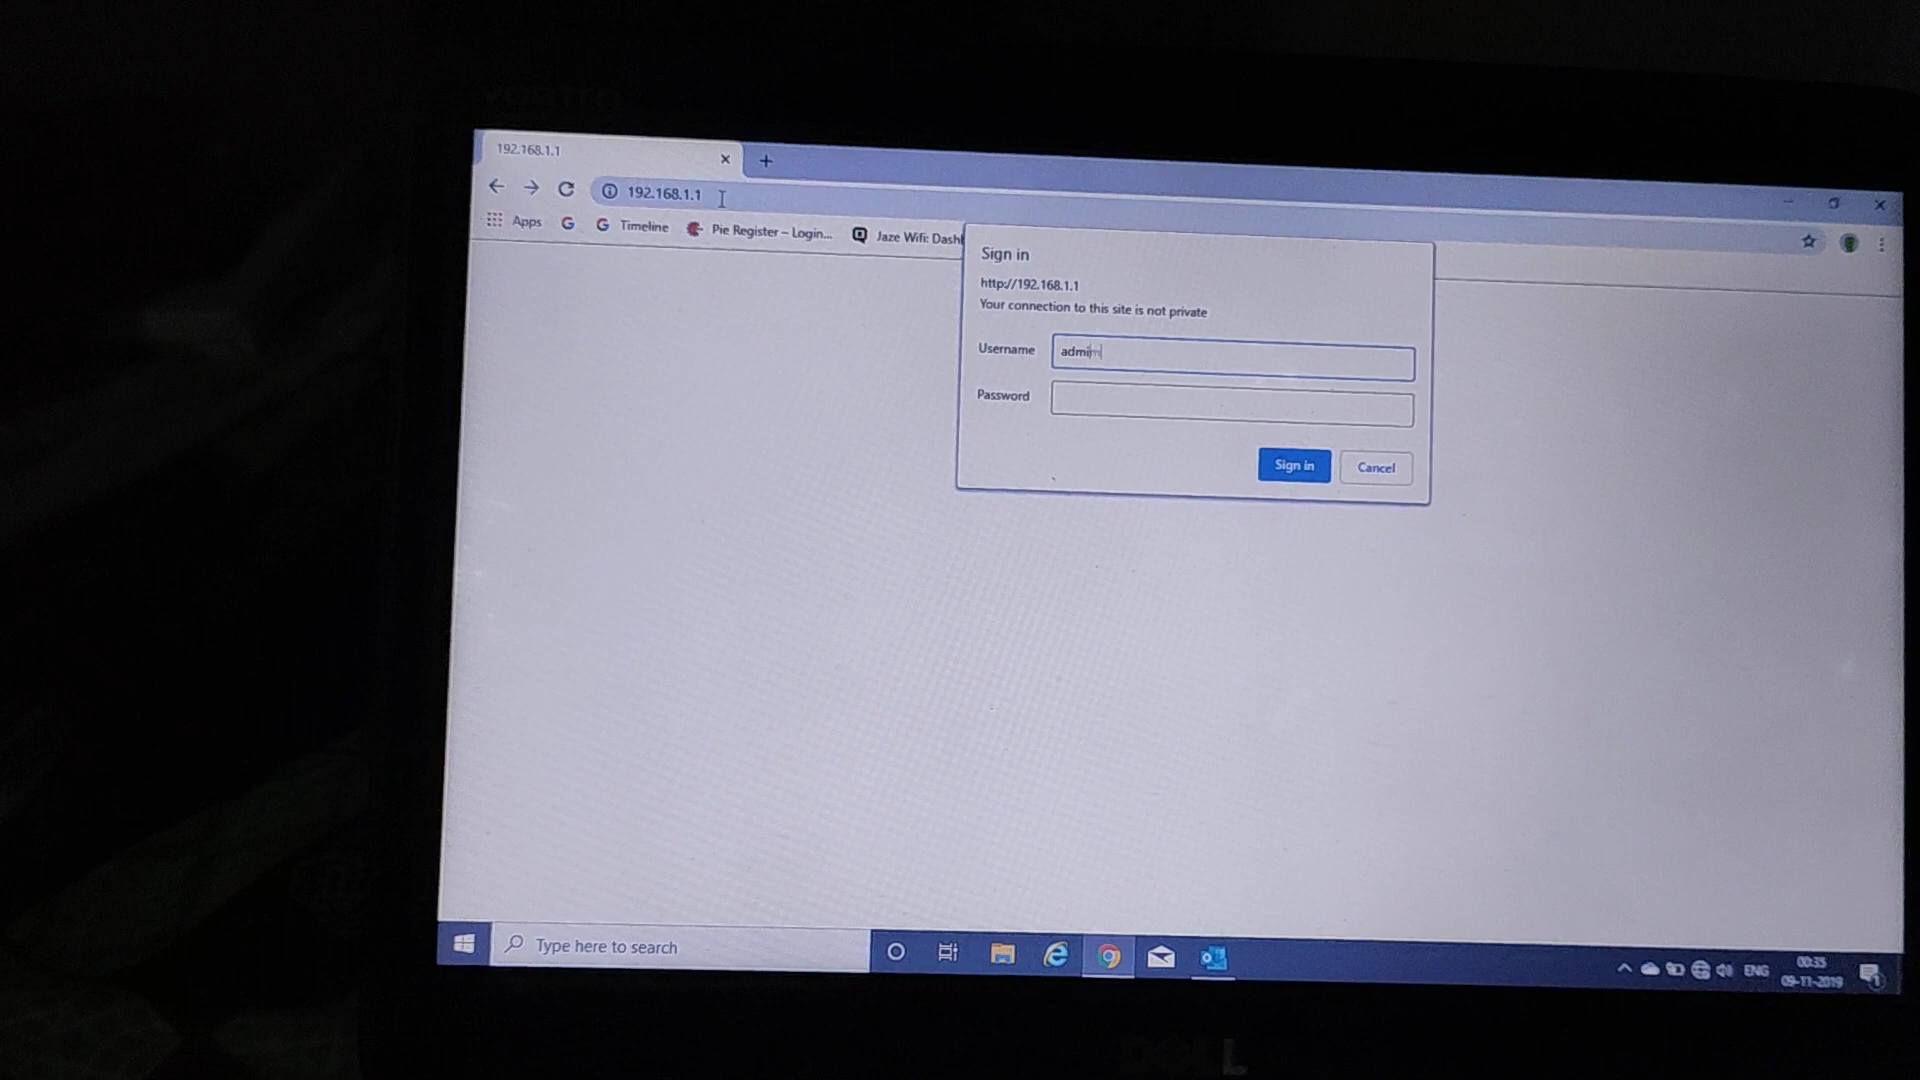 192.168.1.1
192.168.1.1
Apps Timeline Pie Register – Login... Jaze Wifi: Dashl
Sign in
http://192.168.1.1
Your connection to this site is not private
Username
Password
Sign in Cancel
Type here to search
ENG
00:35
09-11-2019
DELL